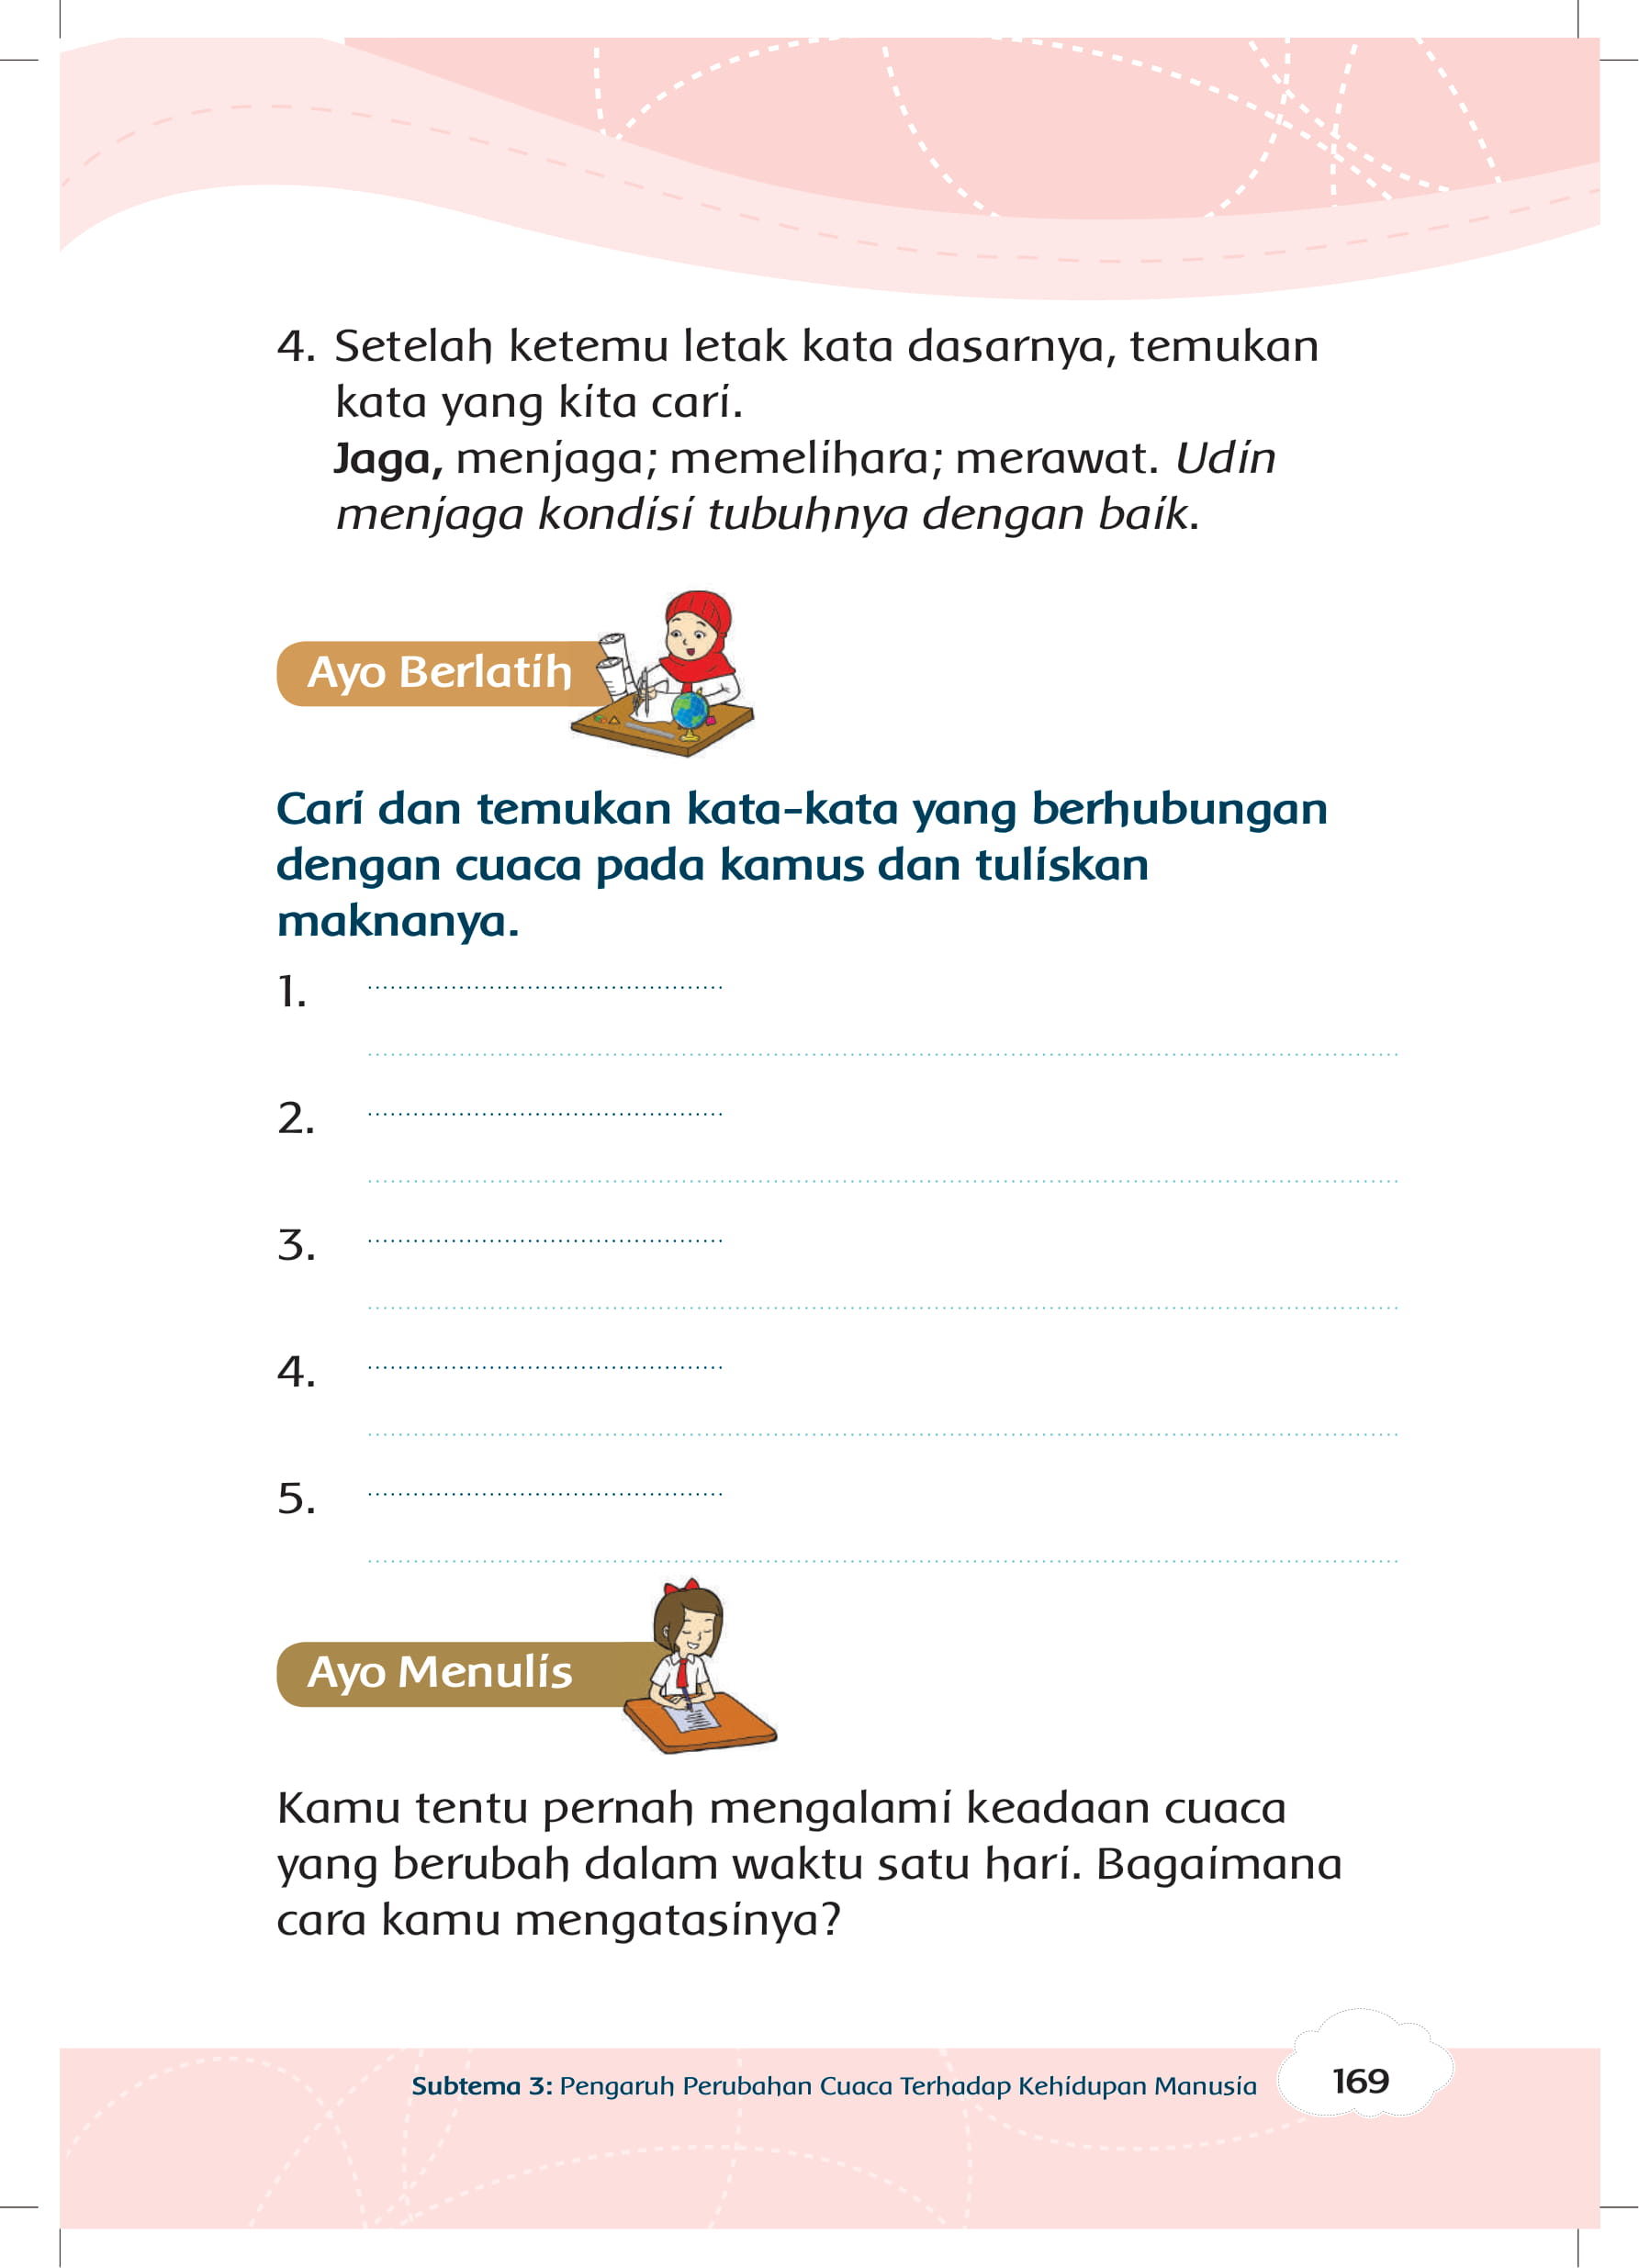 4. Setelah ketemu letak kata dasarnya, temukan
kata yang kita cari.
Jaga, menjaga; memelihara; merawat. Udin
menjaga kondisi tubuhnya dengan baik.
Ayo Berlatih
Cari dan temukan kata-kata yang berhubungan
dengan cuaca pada kamus dan tuliskan
maknanya.
1. ..............................................
2. ..............................................
3. ..............................................
4. ..............................................
5. ..............................................
Ayo Menulis
Kamu tentu pernah mengalami keadaan cuaca
yang berubah dalam waktu satu hari. Bagaimana
cara kamu mengatasinya?
Subtema 3: Pengaruh Perubahan Cuaca Terhadap Kehidupan Manusia
169